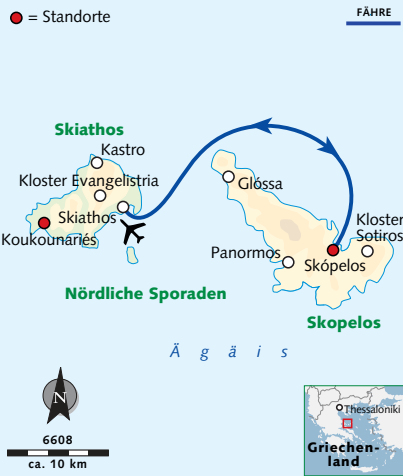 = Standorte
FÄHRE
Skiathos
Kastro
Kloster Evangelistria
Skiathos
Koukounariés
Glóssa
Kloster
Sotiros
Panormos
Skópelos
Nördliche Sporaden
Skopelos
Ägäis
N
6608
ca. 10 km
Thessaloniki
Griechen-
land